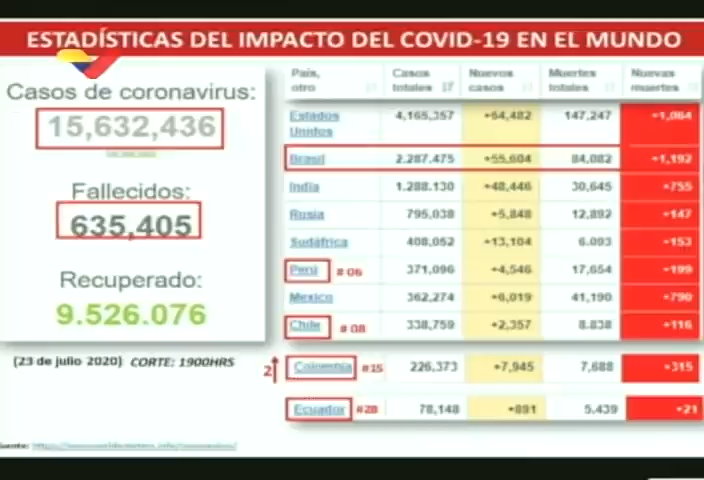 ESTADÍSTICAS DEL IMPACTO DEL COVID-19 EN EL MUNDO
Casos de coronavirus:
15,632,436
Fallecidos:
635,405
Recuperado:
9.526.076
(23 de julio 2020) CORTE: 1900HRS
País, otro Casos totales Nuevos casos Muertes totales Nuevas muertes
Estados Unidos 4,165,357 +64,482 147,247 +1,064
Brasil 2.287.475 +55,604 84,082 +1,192
India 1.288.130 +48,446 30,645 +755
Rusia 795,038 +5,848 12,892 +147
Sudáfrica 408,052 +13,104 6.093 +153
Perú #06 371,096 +4,546 17,654 +199
Mexico 362,274 +6,019 41,190 +790
Chile #08 338,759 +2,357 8.838 +116
2 Colombia #15 226,373 +7,945 7,688 +315
Ecuador #28 78,148 +891 5.439 +21